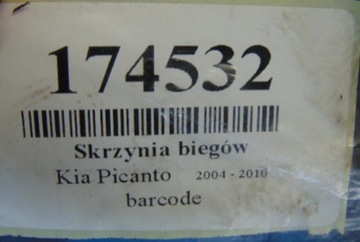 174532
Skrzynia biegów
Kia Picanto 2004 - 2010
barcode